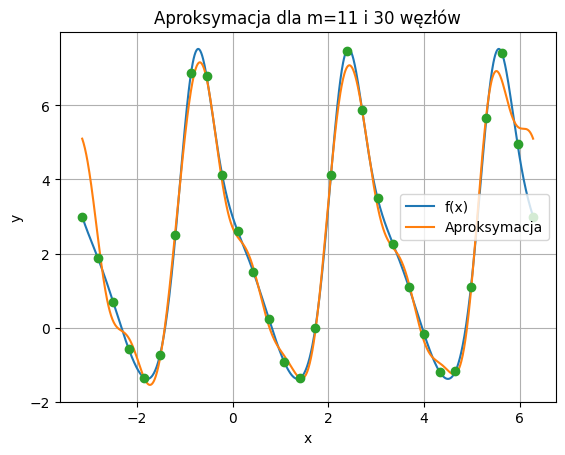 Aproksymacja dla m=11 i 30 węzłów
y
6
4
2
0
−2
f(x)
Aproksymacja
−2 0 2 4 6
x